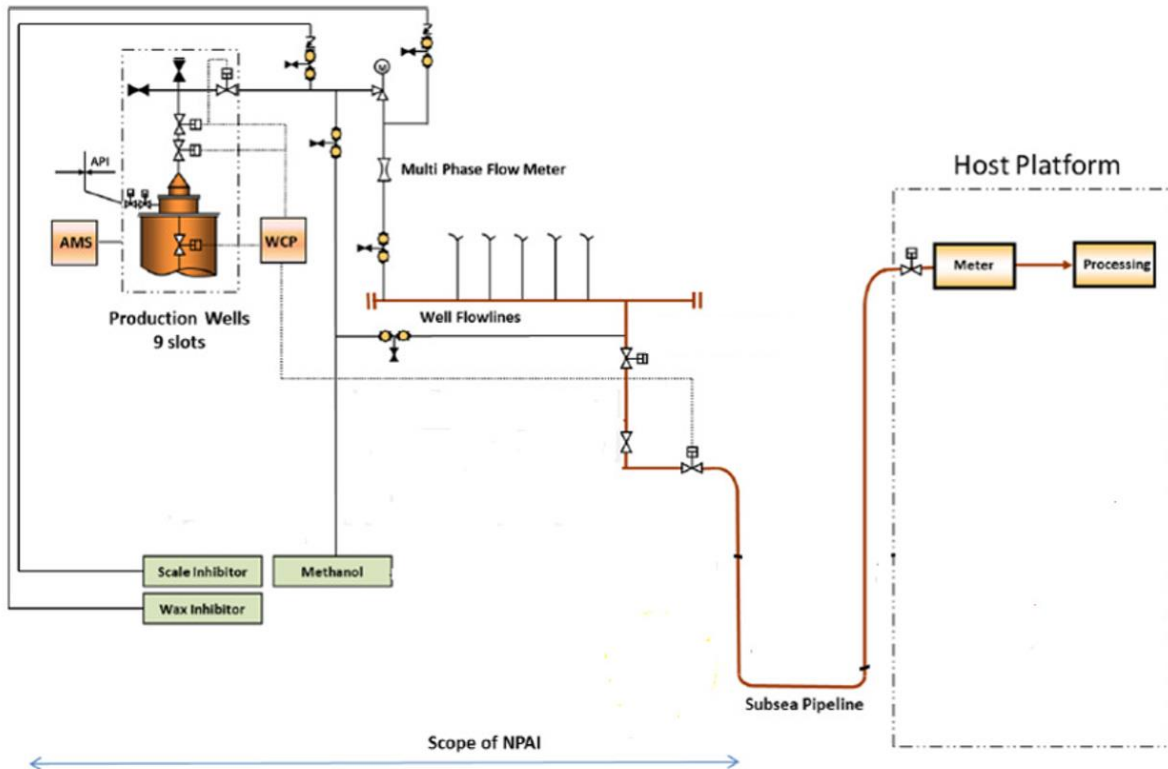 M
Multi Phase Flow Meter
API
AMS
WCP
Production Wells
9 slots
Well Flowlines
Host Platform
Meter
Processing
Scale Inhibitor
Methanol
Wax Inhibitor
Subsea Pipeline
Scope of NPAI